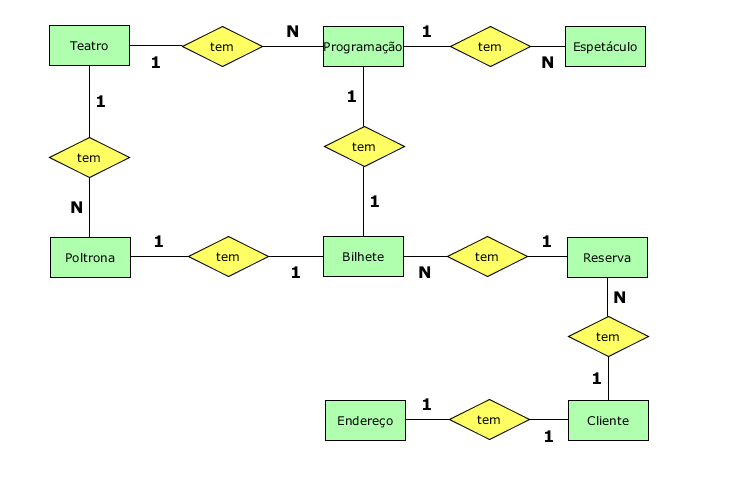 Teatro
1
tem
N
Programação
1
tem
N
Espetáculo
1
tem
N
1
tem
1
Poltrona
1
tem
1
Bilhete
N
tem
1
Reserva
N
tem
1
Endereço
1
tem
1
Cliente